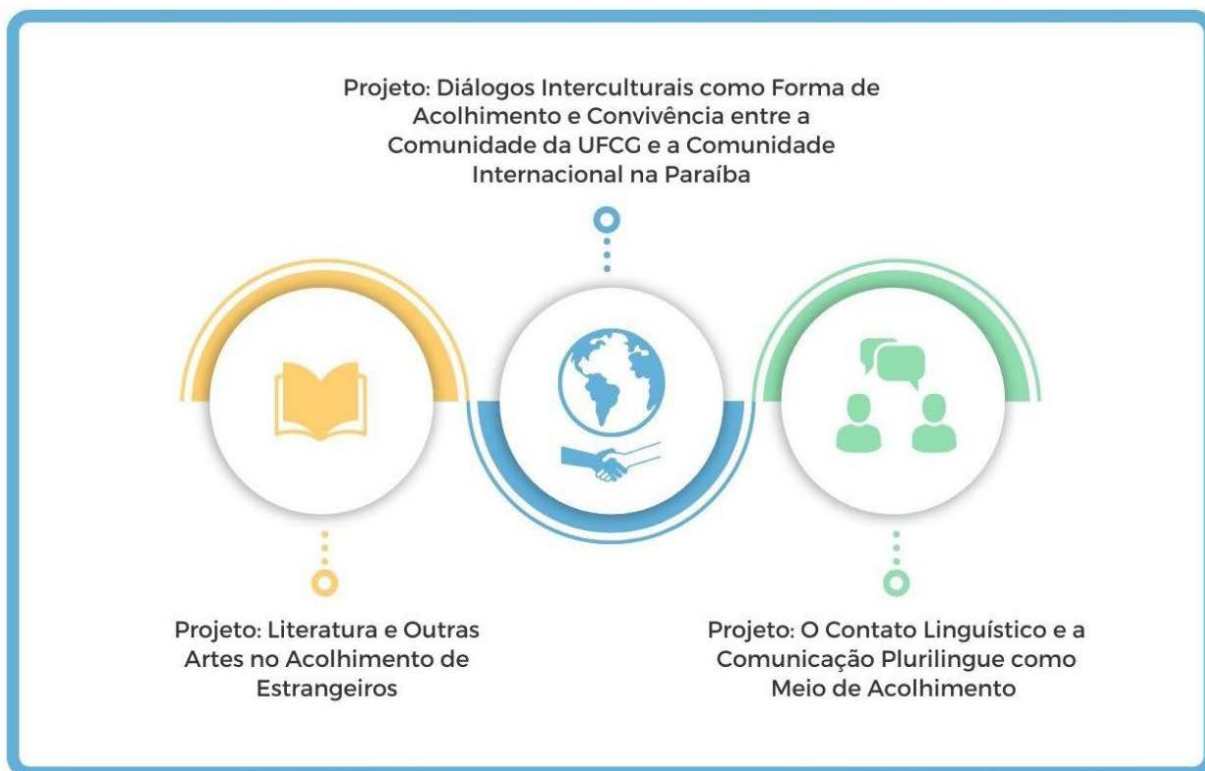 Projeto: Diálogos Interculturais como Forma de
Acolhimento e Convivência entre a
Comunidade da UFCG e a Comunidade
Internacional na Paraíba
Projeto: Literatura e Outras
Artes no Acolhimento de
Estrangeiros
Projeto: O Contato Linguístico e a
Comunicação Plurilingue como
Meio de Acolhimento